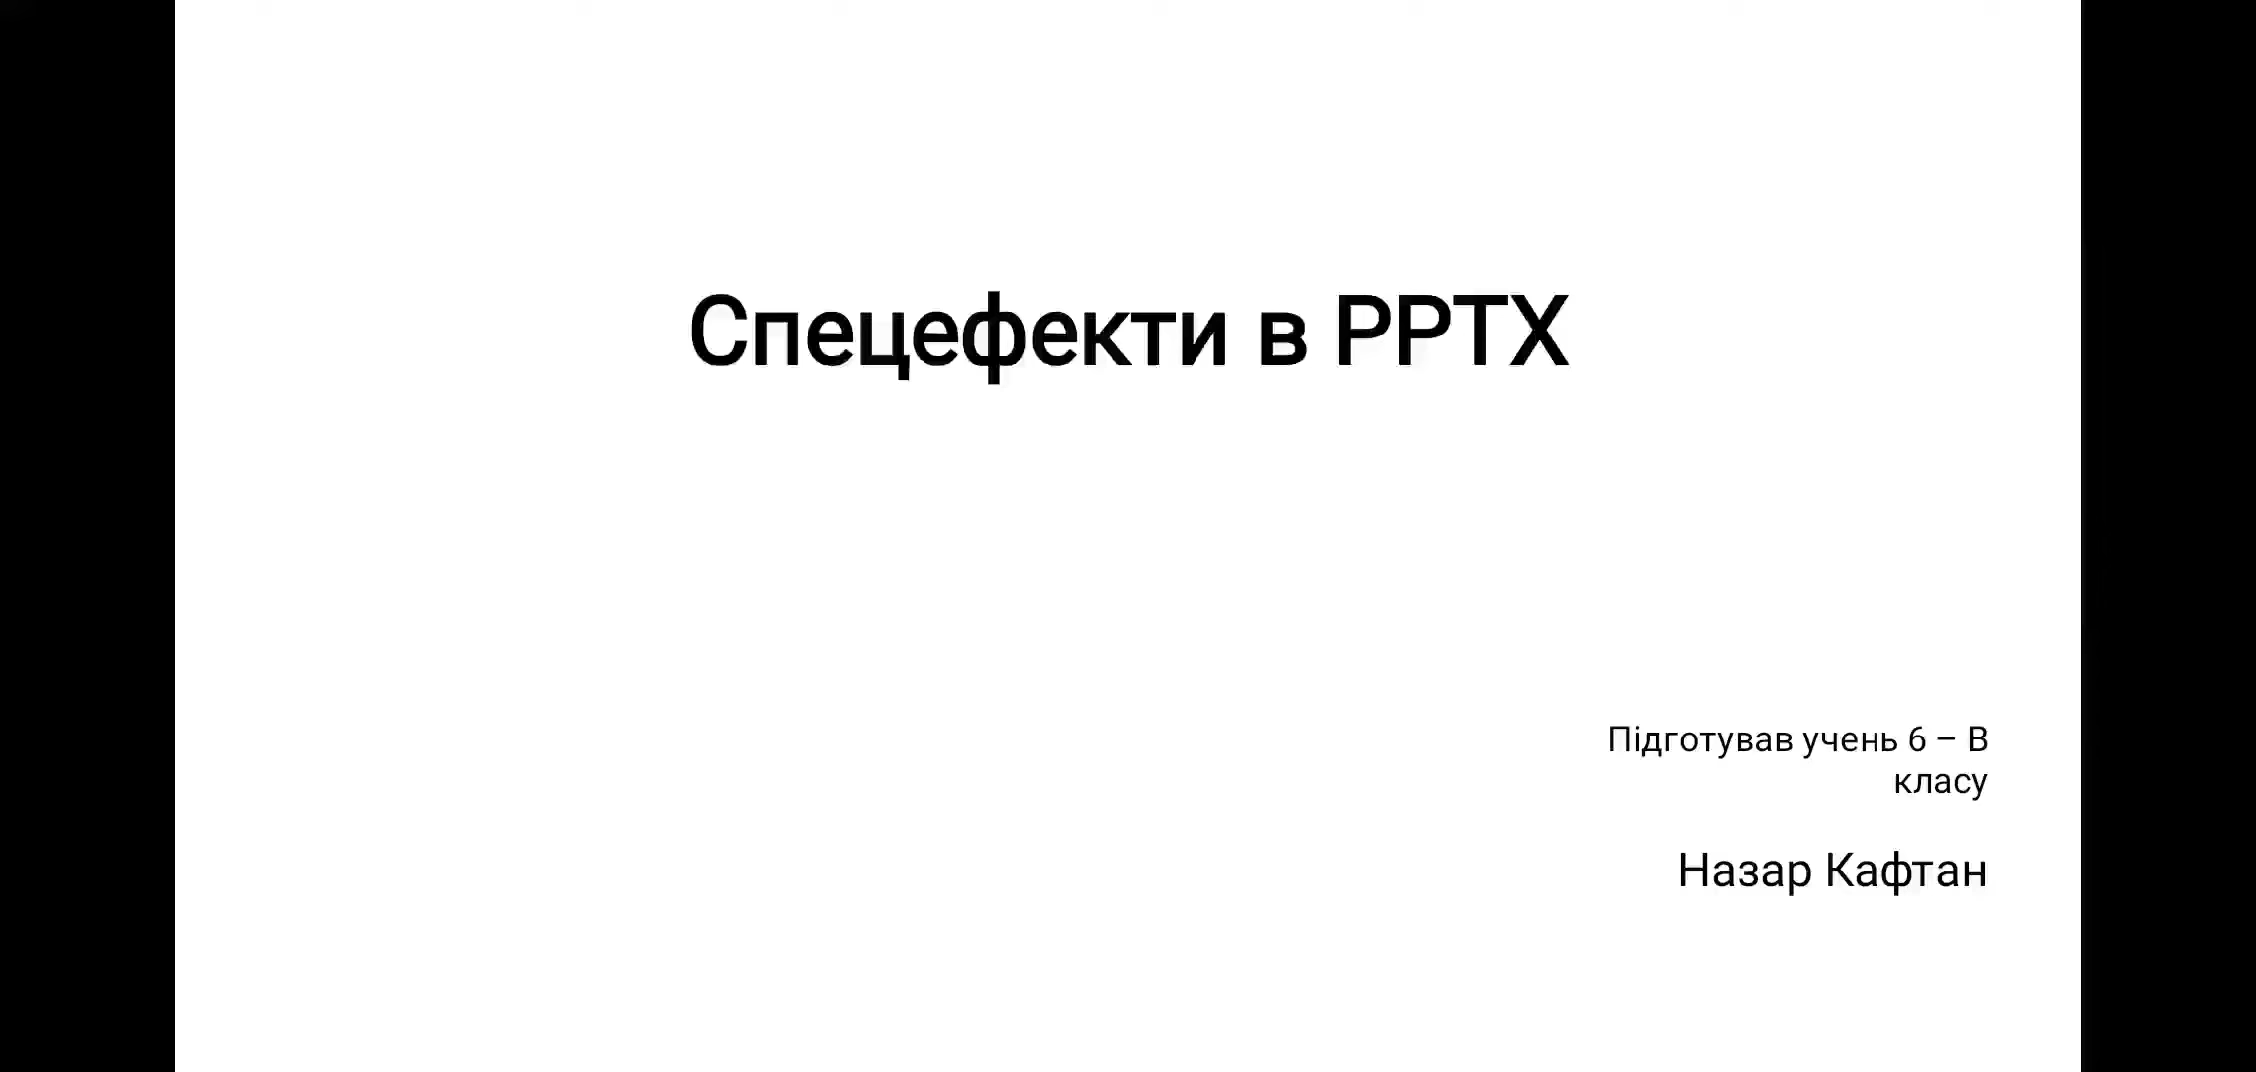 Спецефекти в PPTX
Підготував учень 6 – В
класу
Назар Кафтан